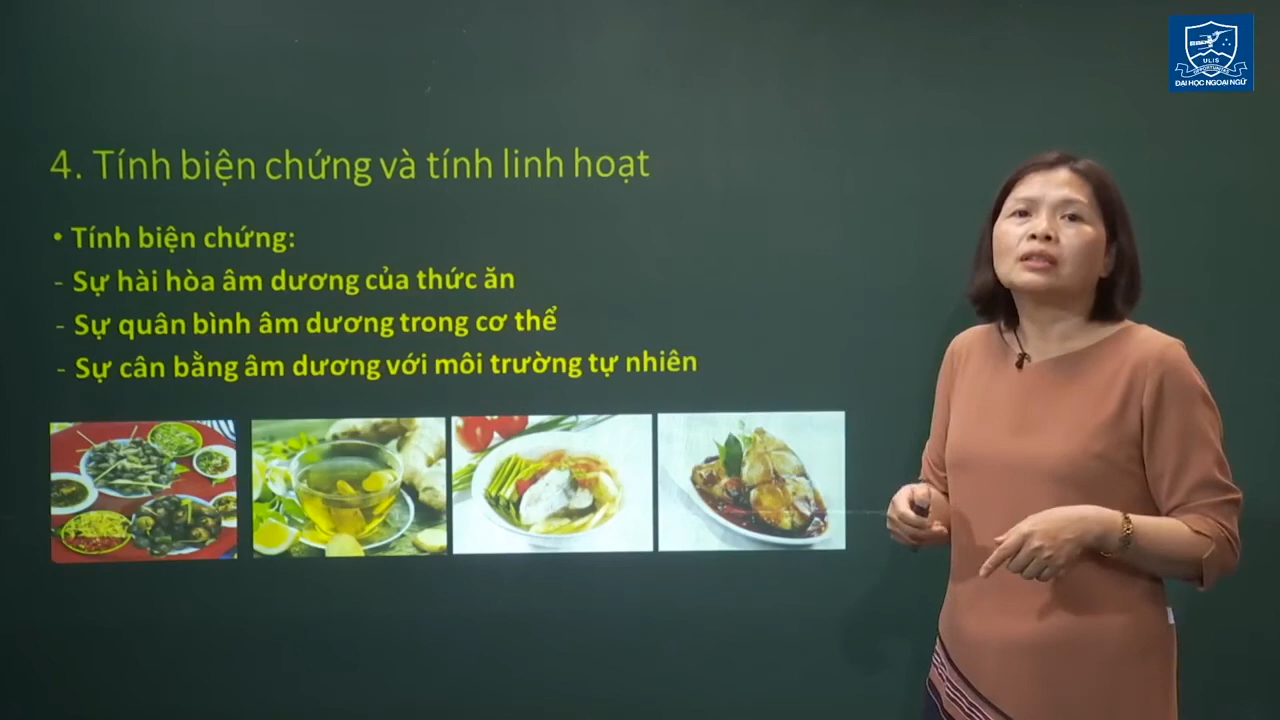 ULIS
ĐẠI HỌC NGOẠI NGỮ
4. Tính biện chứng và tính linh hoạt
• Tính biện chứng:
- Sự hài hòa âm dương của thức ăn
- Sự quân bình âm dương trong cơ thể
- Sự cân bằng âm dương với môi trường tự nhiên